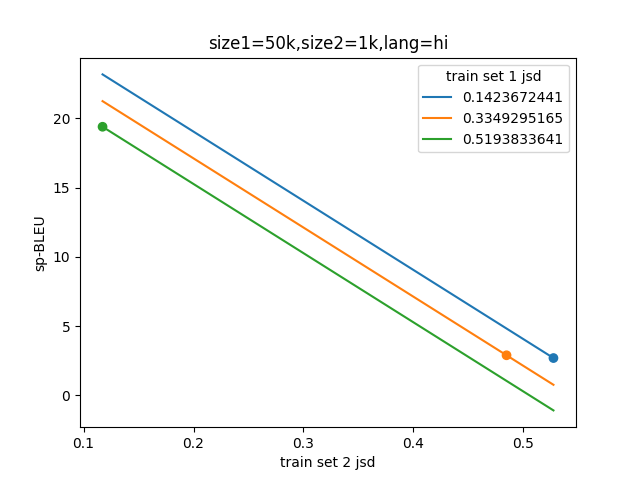 size1=50k,size2=1k,lang=hi
train set 1 jsd
0.1423672441
0.3349295165
0.5193833641
sp-BLEU
20
15
10
5
0
0.1 0.2 0.3 0.4 0.5
train set 2 jsd